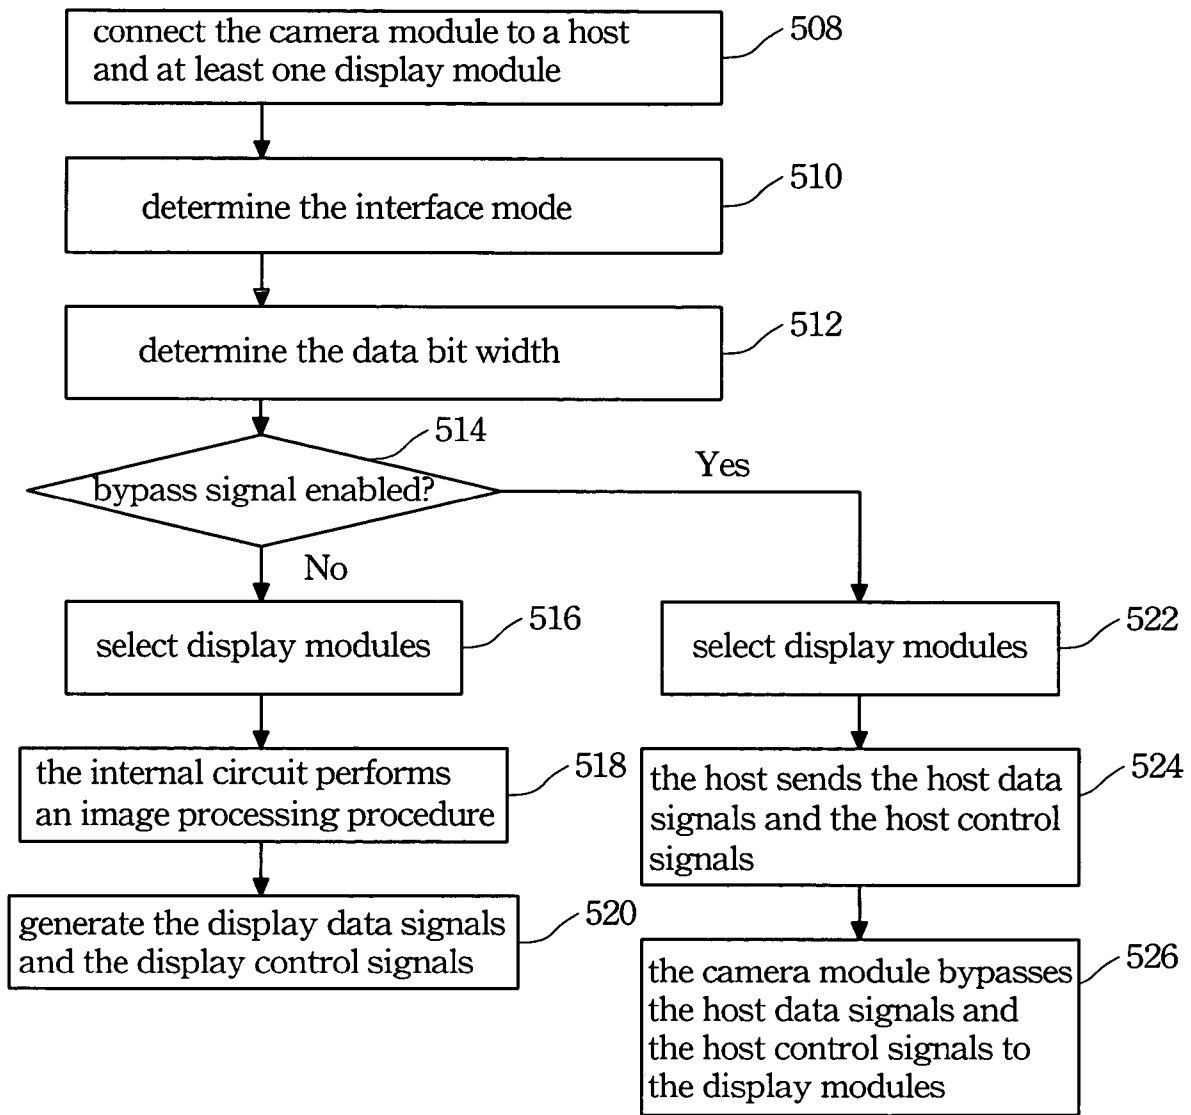 connect the camera module to a host
and at least one display module
508
determine the interface mode
510
determine the data bit width
512
514
bypass signal enabled?
Yes
No
select display modules
516
select display modules
522
the internal circuit performs
an image processing procedure
518
the host sends the host data
signals and the host control
signals
524
generate the display data signals
and the display control signals
520
the camera module bypasses
the host data signals and
the host control signals to
the display modules
526